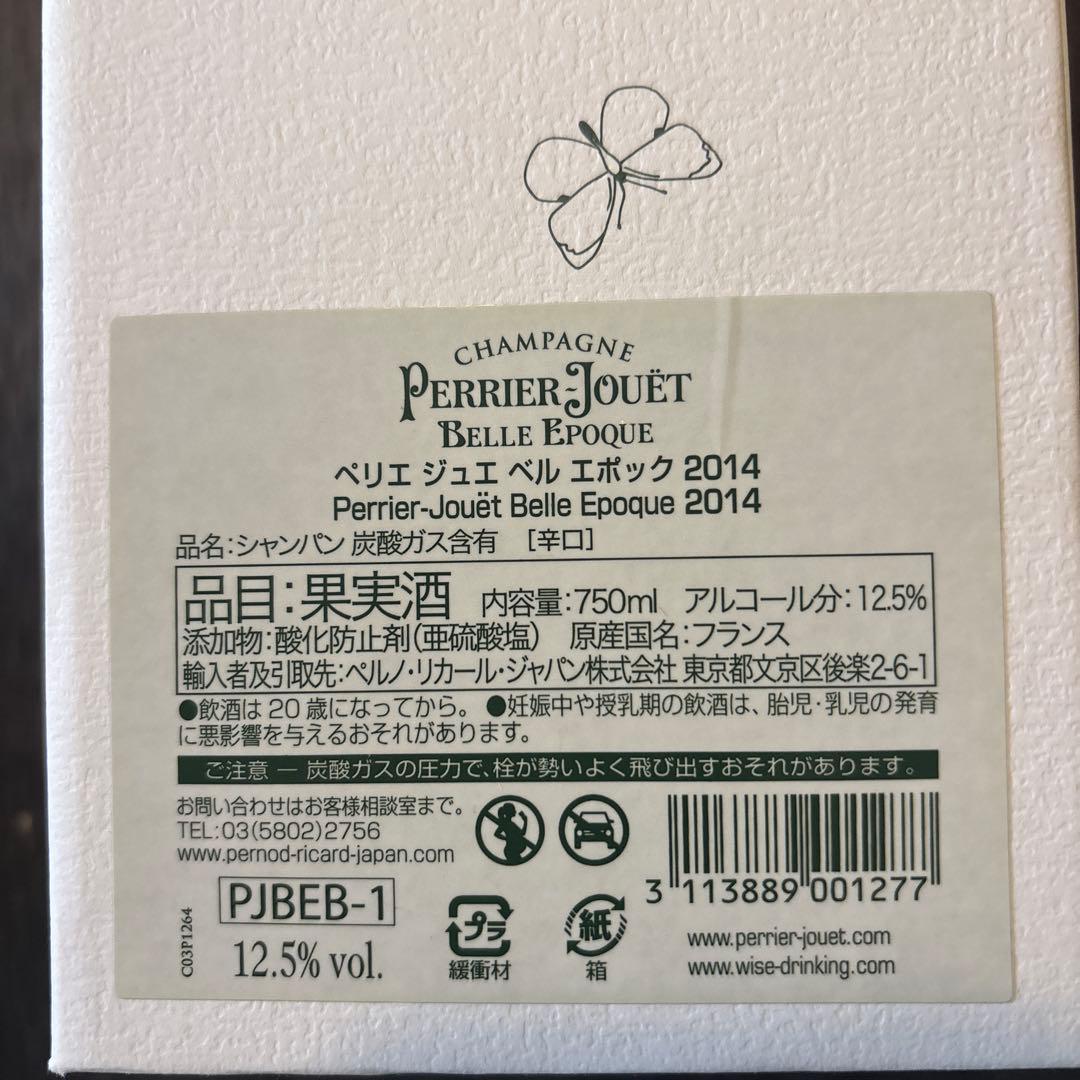 CHAMPAGNE
PERRIER-JOUËT
BELLE EPOQUE
ペリエ ジュエ ベル エポック 2014
Perrier-Jouët Belle Epoque 2014
品名:シャンパン 炭酸ガス含有 [辛口]
品目:果実酒 内容量:750ml アルコール分:12.5%
添加物:酸化防止剤(亜硫酸塩) 原産国名:フランス
輸入者及引取先:ペルノ・リカール・ジャパン株式会社 東京都文京区後楽2-6-1
●飲酒は20歳になってから。 ●妊娠中や授乳期の飲酒は、胎児・乳児の発育
に悪影響を与えるおそれがあります。
ご注意 ― 炭酸ガスの圧力で、栓が勢いよく飛び出すおそれがあります。
お問い合わせはお客様相談室まで。
TEL:03(5802)2756
www.pernod-ricard-japan.com
3 113889 001277
PJBEB-1
12.5% vol.
C03P1264
プラ
緩衝材
紙
箱
www.perrier-jouet.com
www.wise-drinking.com